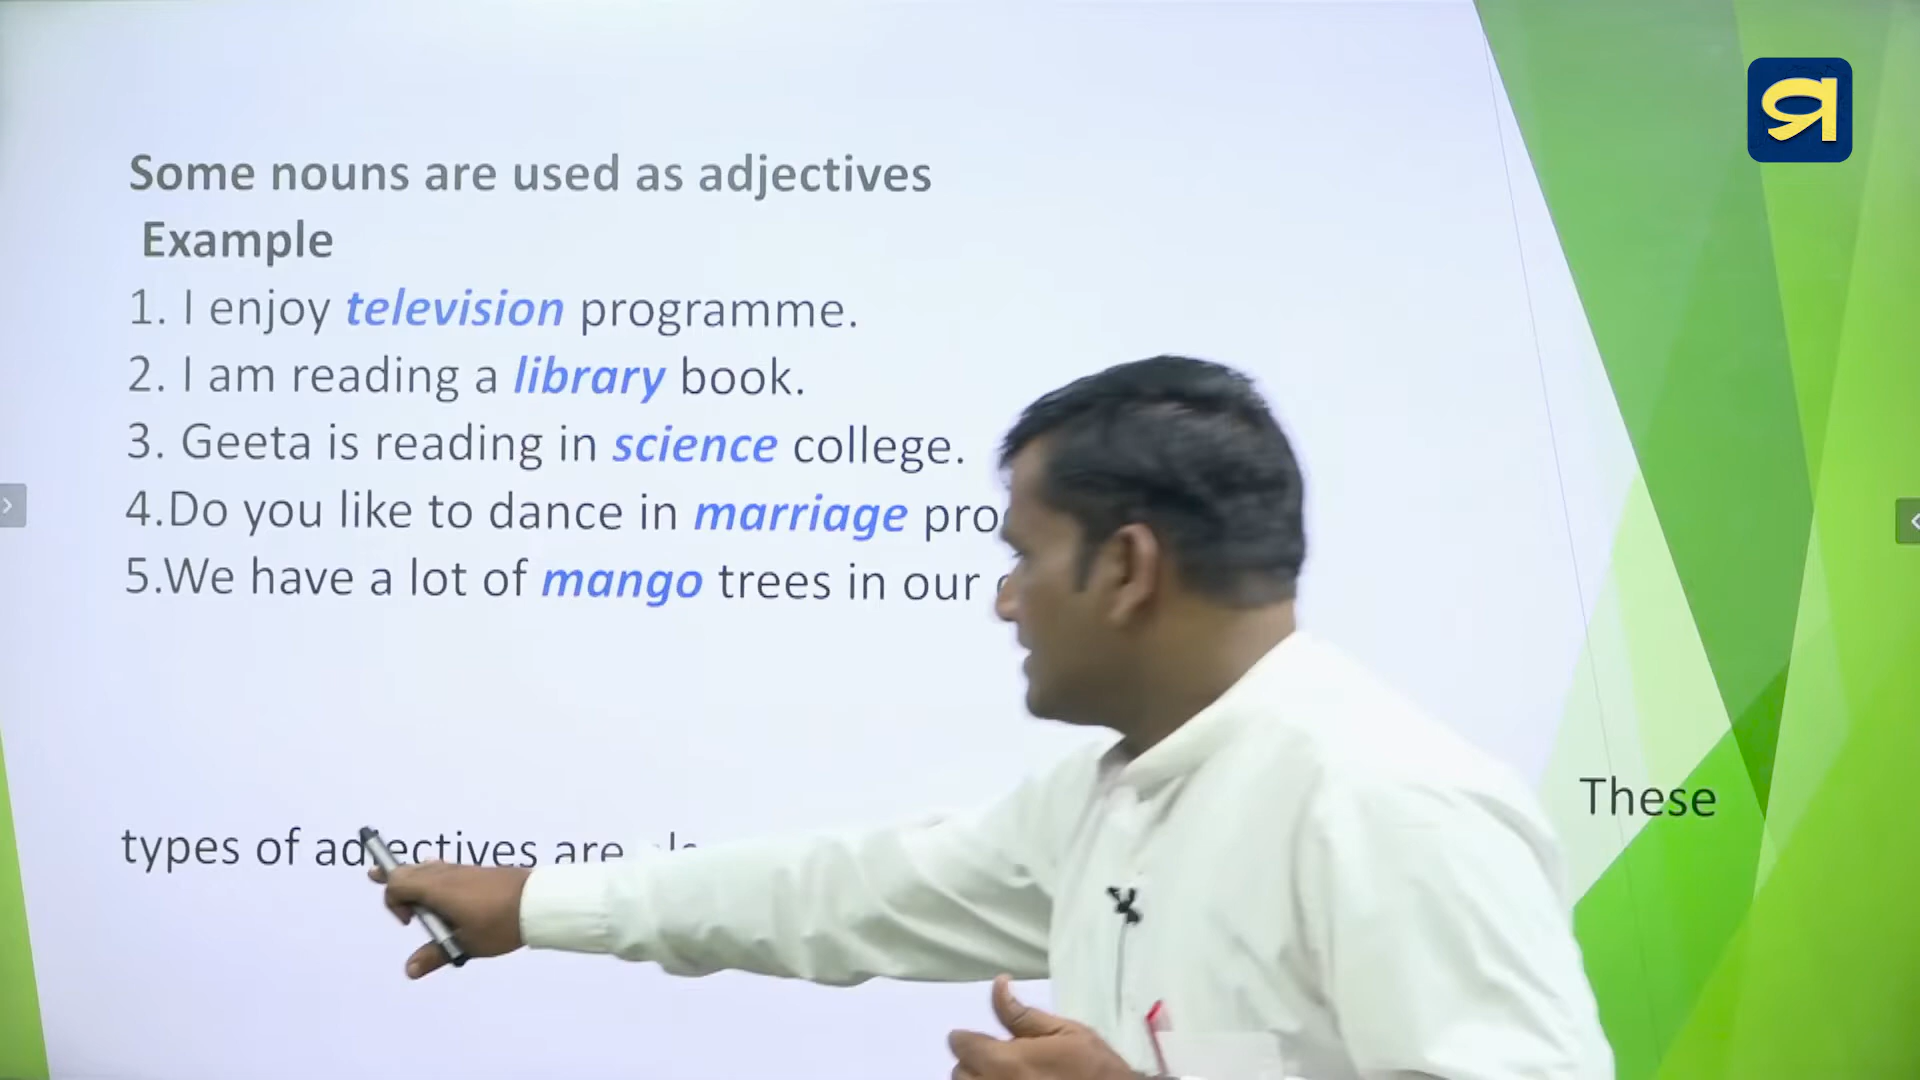 Some nouns are used as adjectives
Example
1. I enjoy television programme.
2. I am reading a library book.
3. Geeta is reading in science college.
4.Do you like to dance in marriage
5.We have a lot of mango trees in our
These
types of adjectives are